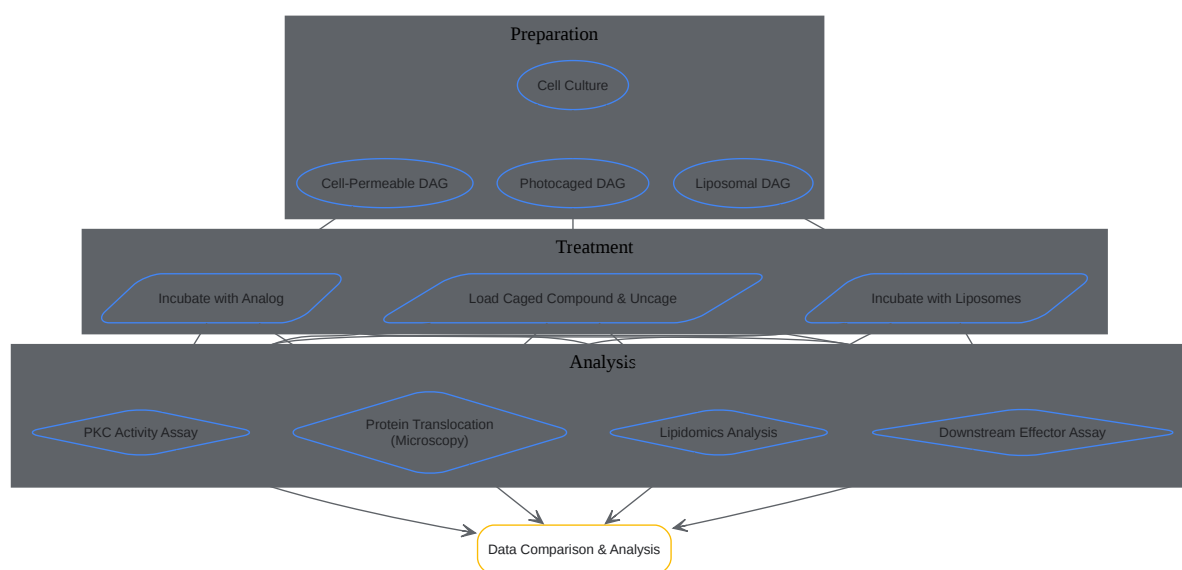 Preparation
Cell Culture
Cell-Permeable DAG
Photocaged DAG
Liposomal DAG
Treatment
Incubate with Analog
Load Caged Compound & Uncage
Incubate with Liposomes
Analysis
PKC Activity Assay
Protein Translocation
(Microscopy)
Lipidomics Analysis
Downstream Effector Assay
Data Comparison & Analysis